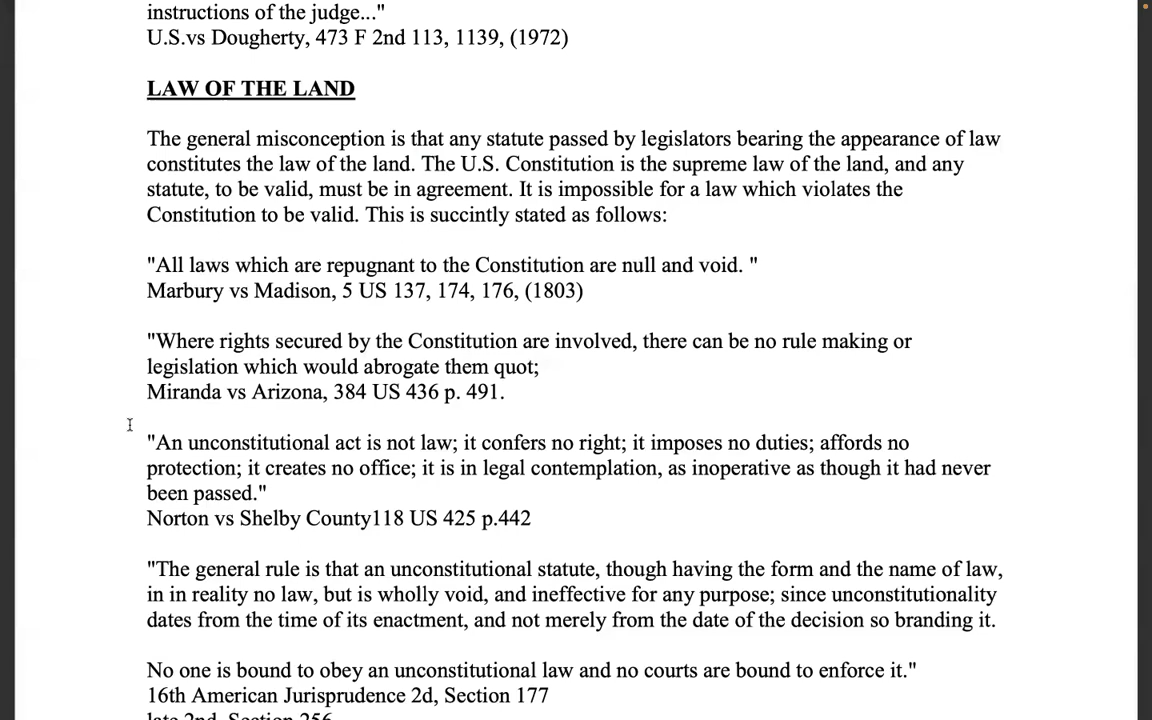 instructions of the judge..."
U.S.vs Dougherty, 473 F 2nd 113, 1139, (1972)
LAW OF THE LAND
The general misconception is that any statute passed by legislators bearing the appearance of law
constitutes the law of the land. The U.S. Constitution is the supreme law of the land, and any
statute, to be valid, must be in agreement. It is impossible for a law which violates the
Constitution to be valid. This is succintly stated as follows:
"All laws which are repugnant to the Constitution are null and void. "
Marbury vs Madison, 5 US 137, 174, 176, (1803)
"Where rights secured by the Constitution are involved, there can be no rule making or
legislation which would abrogate them quot;
Miranda vs Arizona, 384 US 436 p. 491.
"An unconstitutional act is not law; it confers no right; it imposes no duties; affords no
protection; it creates no office; it is in legal contemplation, as inoperative as though it had never
been passed."
Norton vs Shelby County118 US 425 p.442
"The general rule is that an unconstitutional statute, though having the form and the name of law,
in in reality no law, but is wholly void, and ineffective for any purpose; since unconstitutionality
dates from the time of its enactment, and not merely from the date of the decision so branding it.
No one is bound to obey an unconstitutional law and no courts are bound to enforce it."
16th American Jurisprudence 2d, Section 177
late 2nd, Section 256